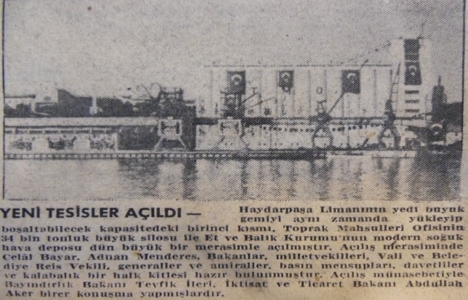 YENİ TESİSLER AÇILDI — Haydarpaşa Limanının yedi büyük
gemiyi aynı zamanda yükleyip
boşaltabilecek kapasitedeki birinci kısmı, Toprak Mahsulleri Ofisinin
34 bin tonluk büyük silosu ile Et ve Balık Kurumu'nun modern soğuk
hava deposu dün büyük bir merasimle açılmıştır. Açılış merasiminde
Celâl Bayar, Adnan Menderes, Bakanlar, milletvekilleri, Vali ve Bele-
diye Reis Vekili, generaller ve amiraller, basın mensupları, davetliler
ve kalabalık bir halk kitlesi hazır bulunmuştur. Açılış münasebetiyle
Bayındırlık Bakanı Tevfik İleri, İktisat ve Ticaret Bakanı Abdullah
Aker birer konuşma yapmışlardır.